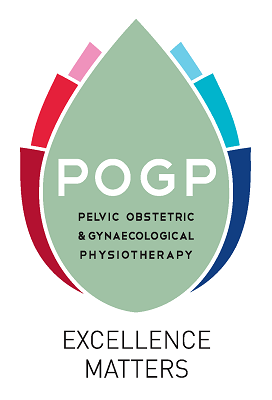 POGP
PELVIC OBSTETRIC
& GYNAECOLOGICAL
PHYSIOTHERAPY
EXCELLENCE
MATTERS